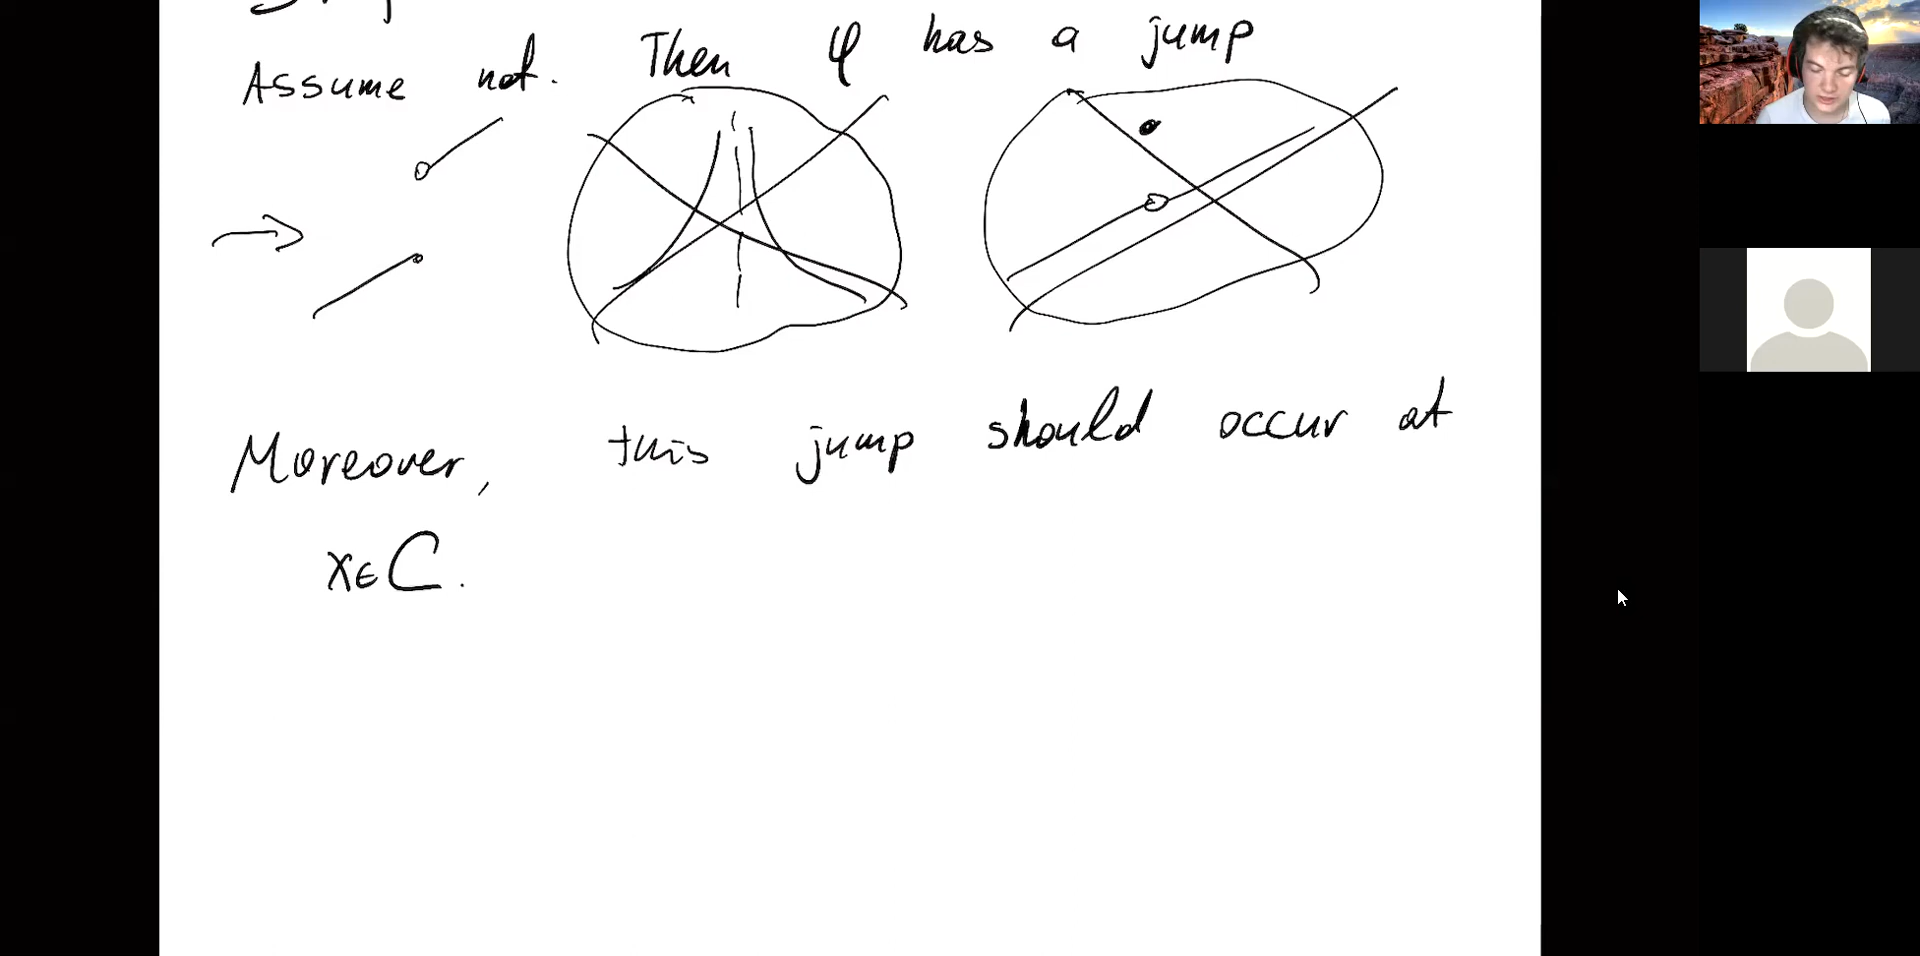 Assume not. Then φ has a jump
Moreover, this jump should occur at
x∈C.